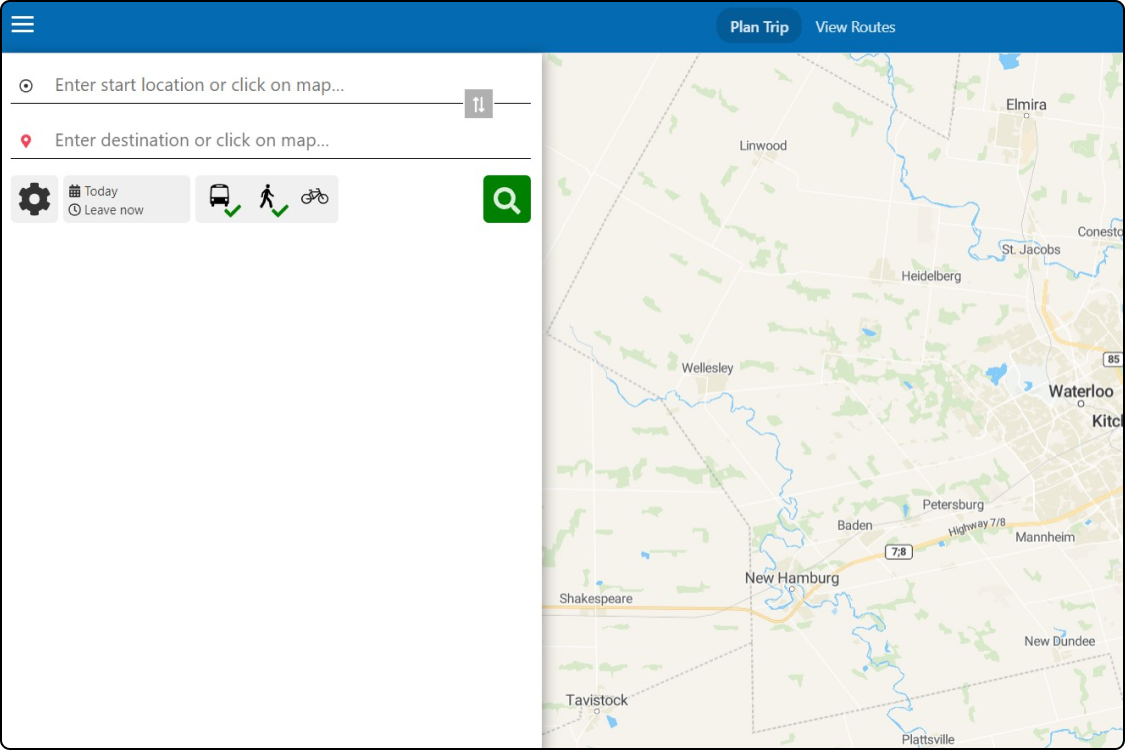 Plan Trip
View Routes
Enter start location or click on map...
Enter destination or click on map...
Today
Leave now
Elmira
Linwood
Conesto
St. Jacobs
Heidelberg
85
Wellesley
Waterloo
Kitch
Petersburg
Baden
Highway 7/8
Mannheim
7;8
New Hamburg
Shakespeare
New Dundee
Tavistock
Plattsville